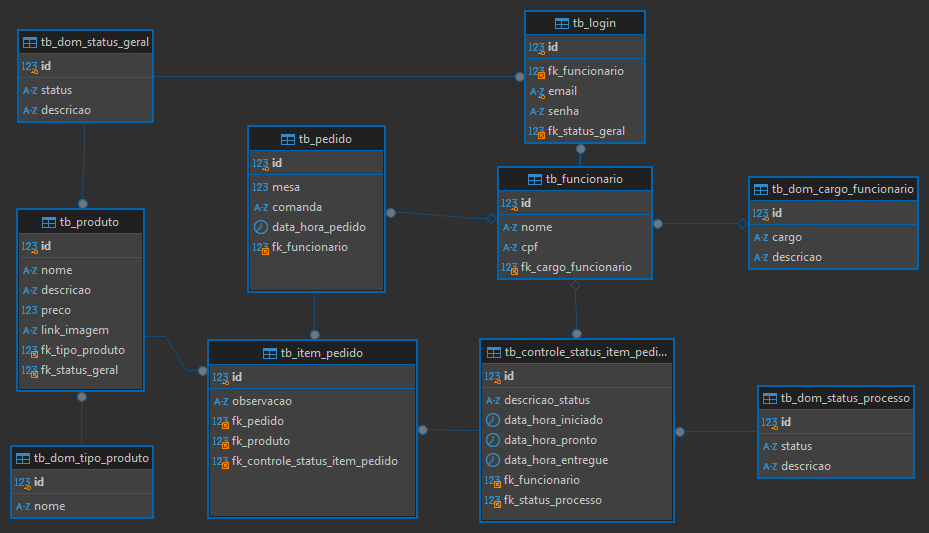 tb_dom_status_geral
123 id
A-Z status
A-Z descricao
tb_login
123 id
123 fk_funcionario
A-Z email
A-Z senha
123 fk_status_geral
tb_pedido
123 id
123 mesa
A-Z comanda
data_hora_pedido
123 fk_funcionario
tb_funcionario
123 id
A-Z nome
A-Z cpf
123 fk_cargo_funcionario
tb_dom_cargo_funcionario
123 id
A-Z cargo
A-Z descricao
tb_produto
123 id
A-Z nome
A-Z descricao
123 preco
A-Z link_imagem
123 fk_tipo_produto
123 fk_status_geral
tb_item_pedido
123 id
A-Z observacao
123 fk_pedido
123 fk_produto
123 fk_controle_status_item_pedido
tb_controle_status_item_pedi...
123 id
A-Z descricao_status
data_hora_iniciado
data_hora_pronto
data_hora_entregue
123 fk_funcionario
123 fk_status_processo
tb_dom_status_processo
123 id
A-Z status
A-Z descricao
tb_dom_tipo_produto
123 id
A-Z nome